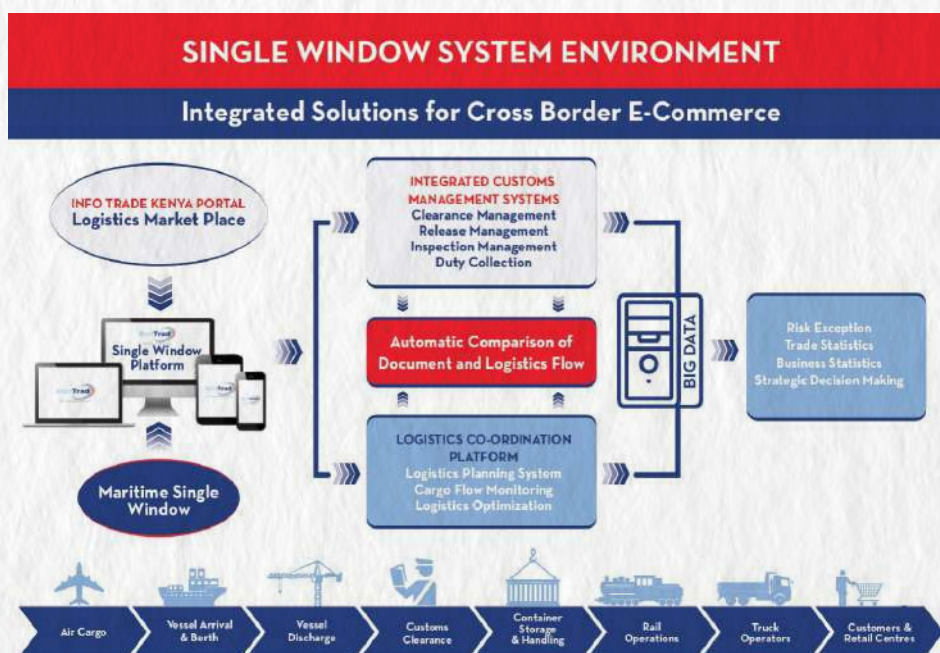 SINGLE WINDOW SYSTEM ENVIRONMENT
Integrated Solutions for Cross Border E-Commerce
INFO TRADE KENYA PORTAL
Logistics Market Place
Single Window
Platform
Maritime Single
Window
INTEGRATED CUSTOMS
MANAGEMENT SYSTEMS
Clearance Management
Release Management
Inspection Management
Duty Collection
Automatic Comparison of
Document and Logistics Flow
LOGISTICS CO-ORDINATION
PLATFORM
Logistics Planning System
Cargo Flow Monitoring
Logistics Optimization
BIG DATA
Risk Exception
Trade Statistics
Business Statistics
Strategic Decision Making
Air Cargo
Vessel Arrival
& Berth
Vessel
Discharge
Customs
Clearance
Container
Storage
& Handling
Rail
Operations
Truck
Operators
Customers &
Retail Centres